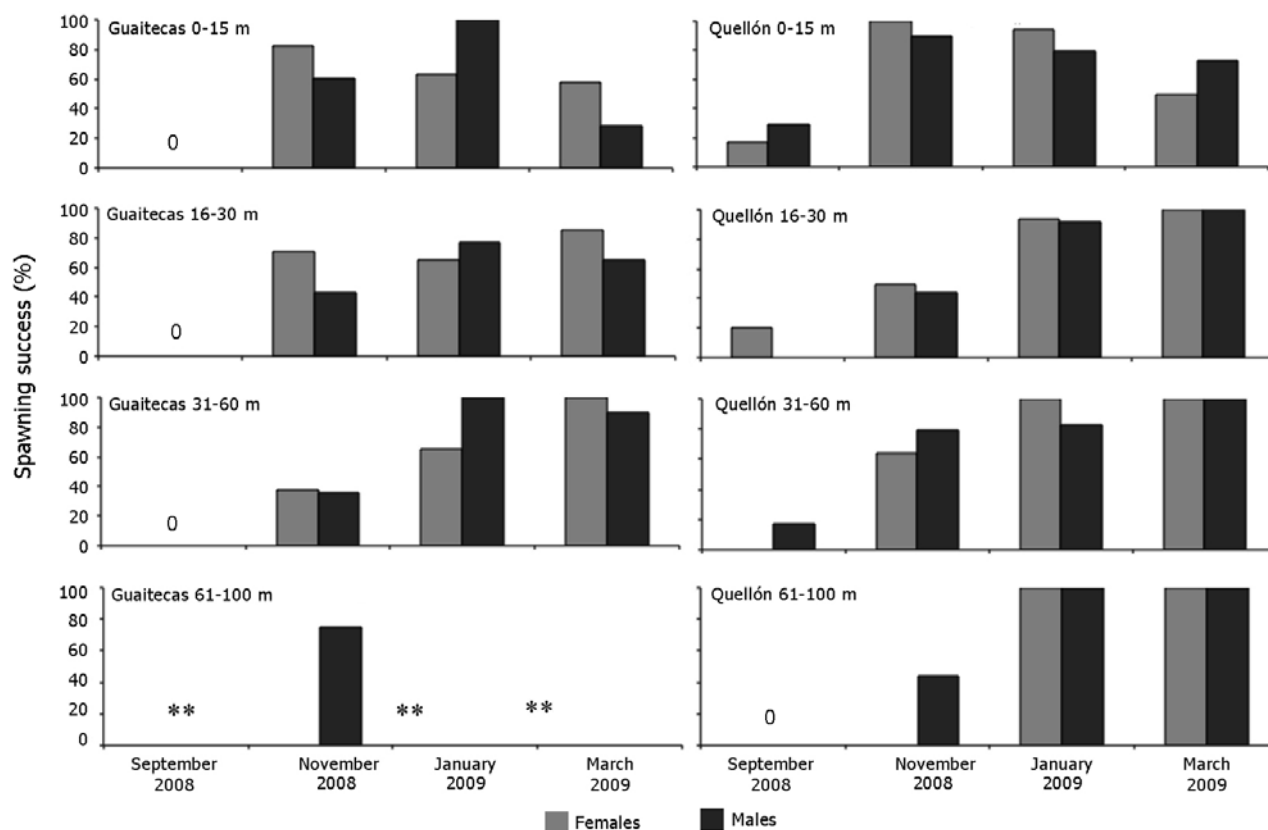 Spawning success (%)
Guaitecas 0-15 m
100
80
60
40
20
0
0
Quellón 0-15 m
Guaitecas 16-30 m
100
80
60
40
20
0
0
Quellón 16-30 m
Guaitecas 31-60 m
100
80
60
40
20
0
0
Quellón 31-60 m
Guaitecas 61-100 m
100
80
60
40
20
0
** ** **
Quellón 61-100 m
0
September 2008
November 2008
January 2009
March 2009
September 2008
November 2008
January 2009
March 2009
Females
Males